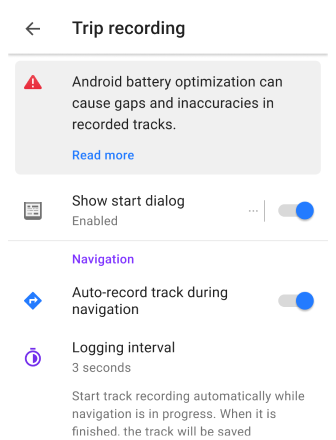 Trip recording
Android battery optimization can
cause gaps and inaccuracies in
recorded tracks.
Read more
Show start dialog
Enabled
Navigation
Auto-record track during
navigation
Logging interval
3 seconds
Start track recording automatically while
navigation is in progress. When it is
finished, the track will be saved